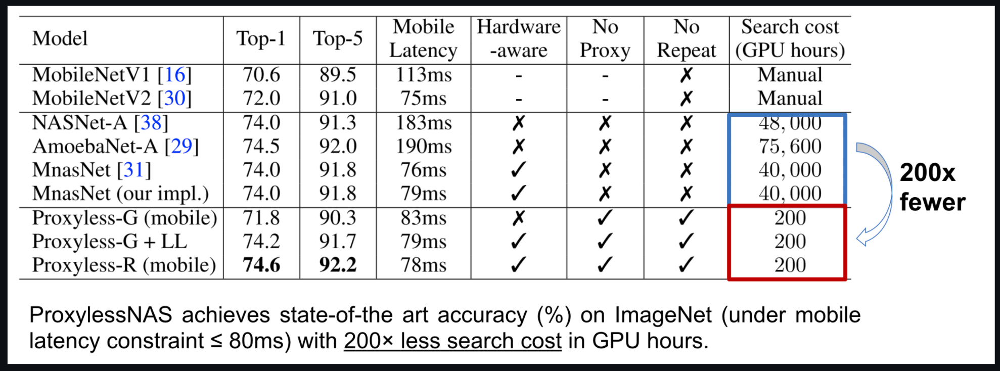 Model Top-1 Top-5 Mobile Latency Hardware -aware No Proxy No Repeat Search cost (GPU hours)
MobileNetV1 [16] 70.6 89.5 113ms - - ✗ Manual
MobileNetV2 [30] 72.0 91.0 75ms - - ✗ Manual
NASNet-A [38] 74.0 91.3 183ms ✗ ✗ ✗ 48, 000
AmoebaNet-A [29] 74.5 92.0 190ms ✗ ✗ ✗ 75, 600
MnasNet [31] 74.0 91.8 76ms ✓ ✗ ✗ 40, 000
MnasNet (our impl.) 74.0 91.8 79ms ✓ ✗ ✗ 40, 000
Proxyless-G (mobile) 71.8 90.3 83ms ✗ ✓ ✓ 200
Proxyless-G + LL 74.2 91.7 79ms ✓ ✓ ✓ 200
Proxyless-R (mobile) 74.6 92.2 78ms ✓ ✓ ✓ 200
200x
fewer
ProxylessNAS achieves state-of-the art accuracy (%) on ImageNet (under mobile
latency constraint ≤ 80ms) with 200× less search cost in GPU hours.